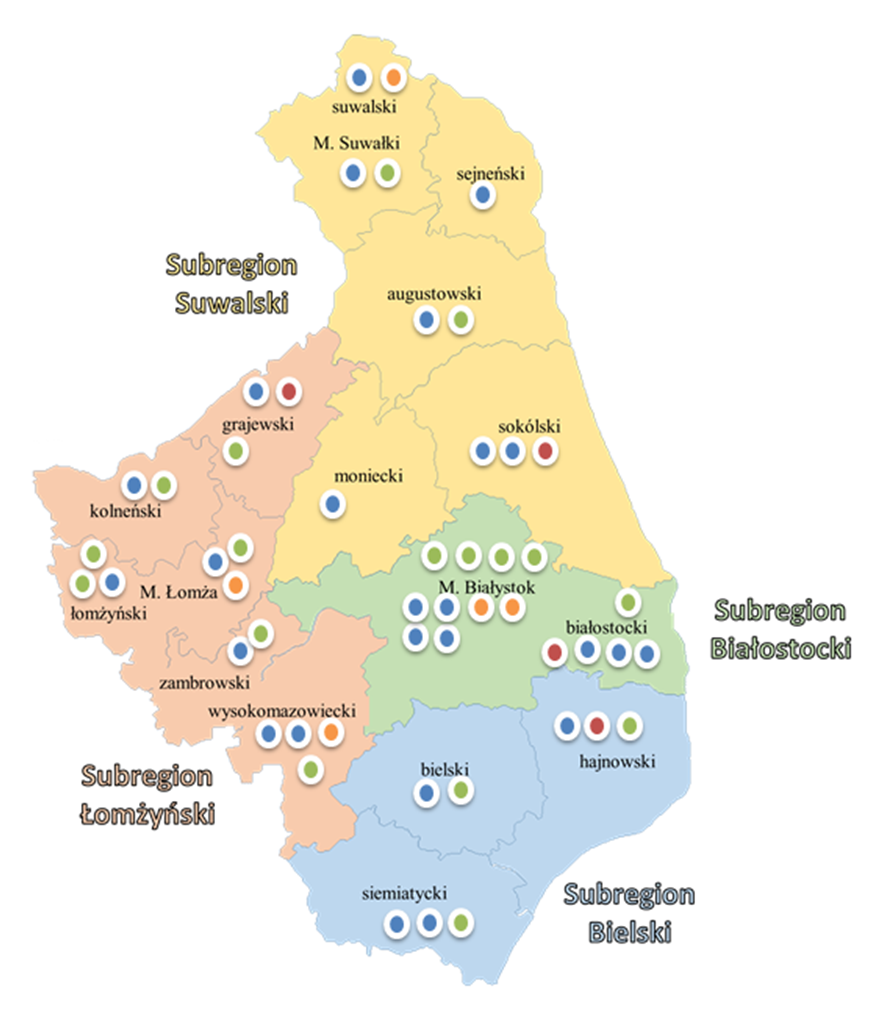 suwalski
M. Suwałki
sejneński
Subregion
Suwalski
augustowski
grajewski
sokólski
moniecki
kolneński
M. Łomża
łomżyński
M. Białystok
białostocki
Subregion
Białostocki
zambrowski
wysokomazowiecki
Subregion
Łomżyński
bielski
hajnowski
siemiatycki
Subregion
Bielski